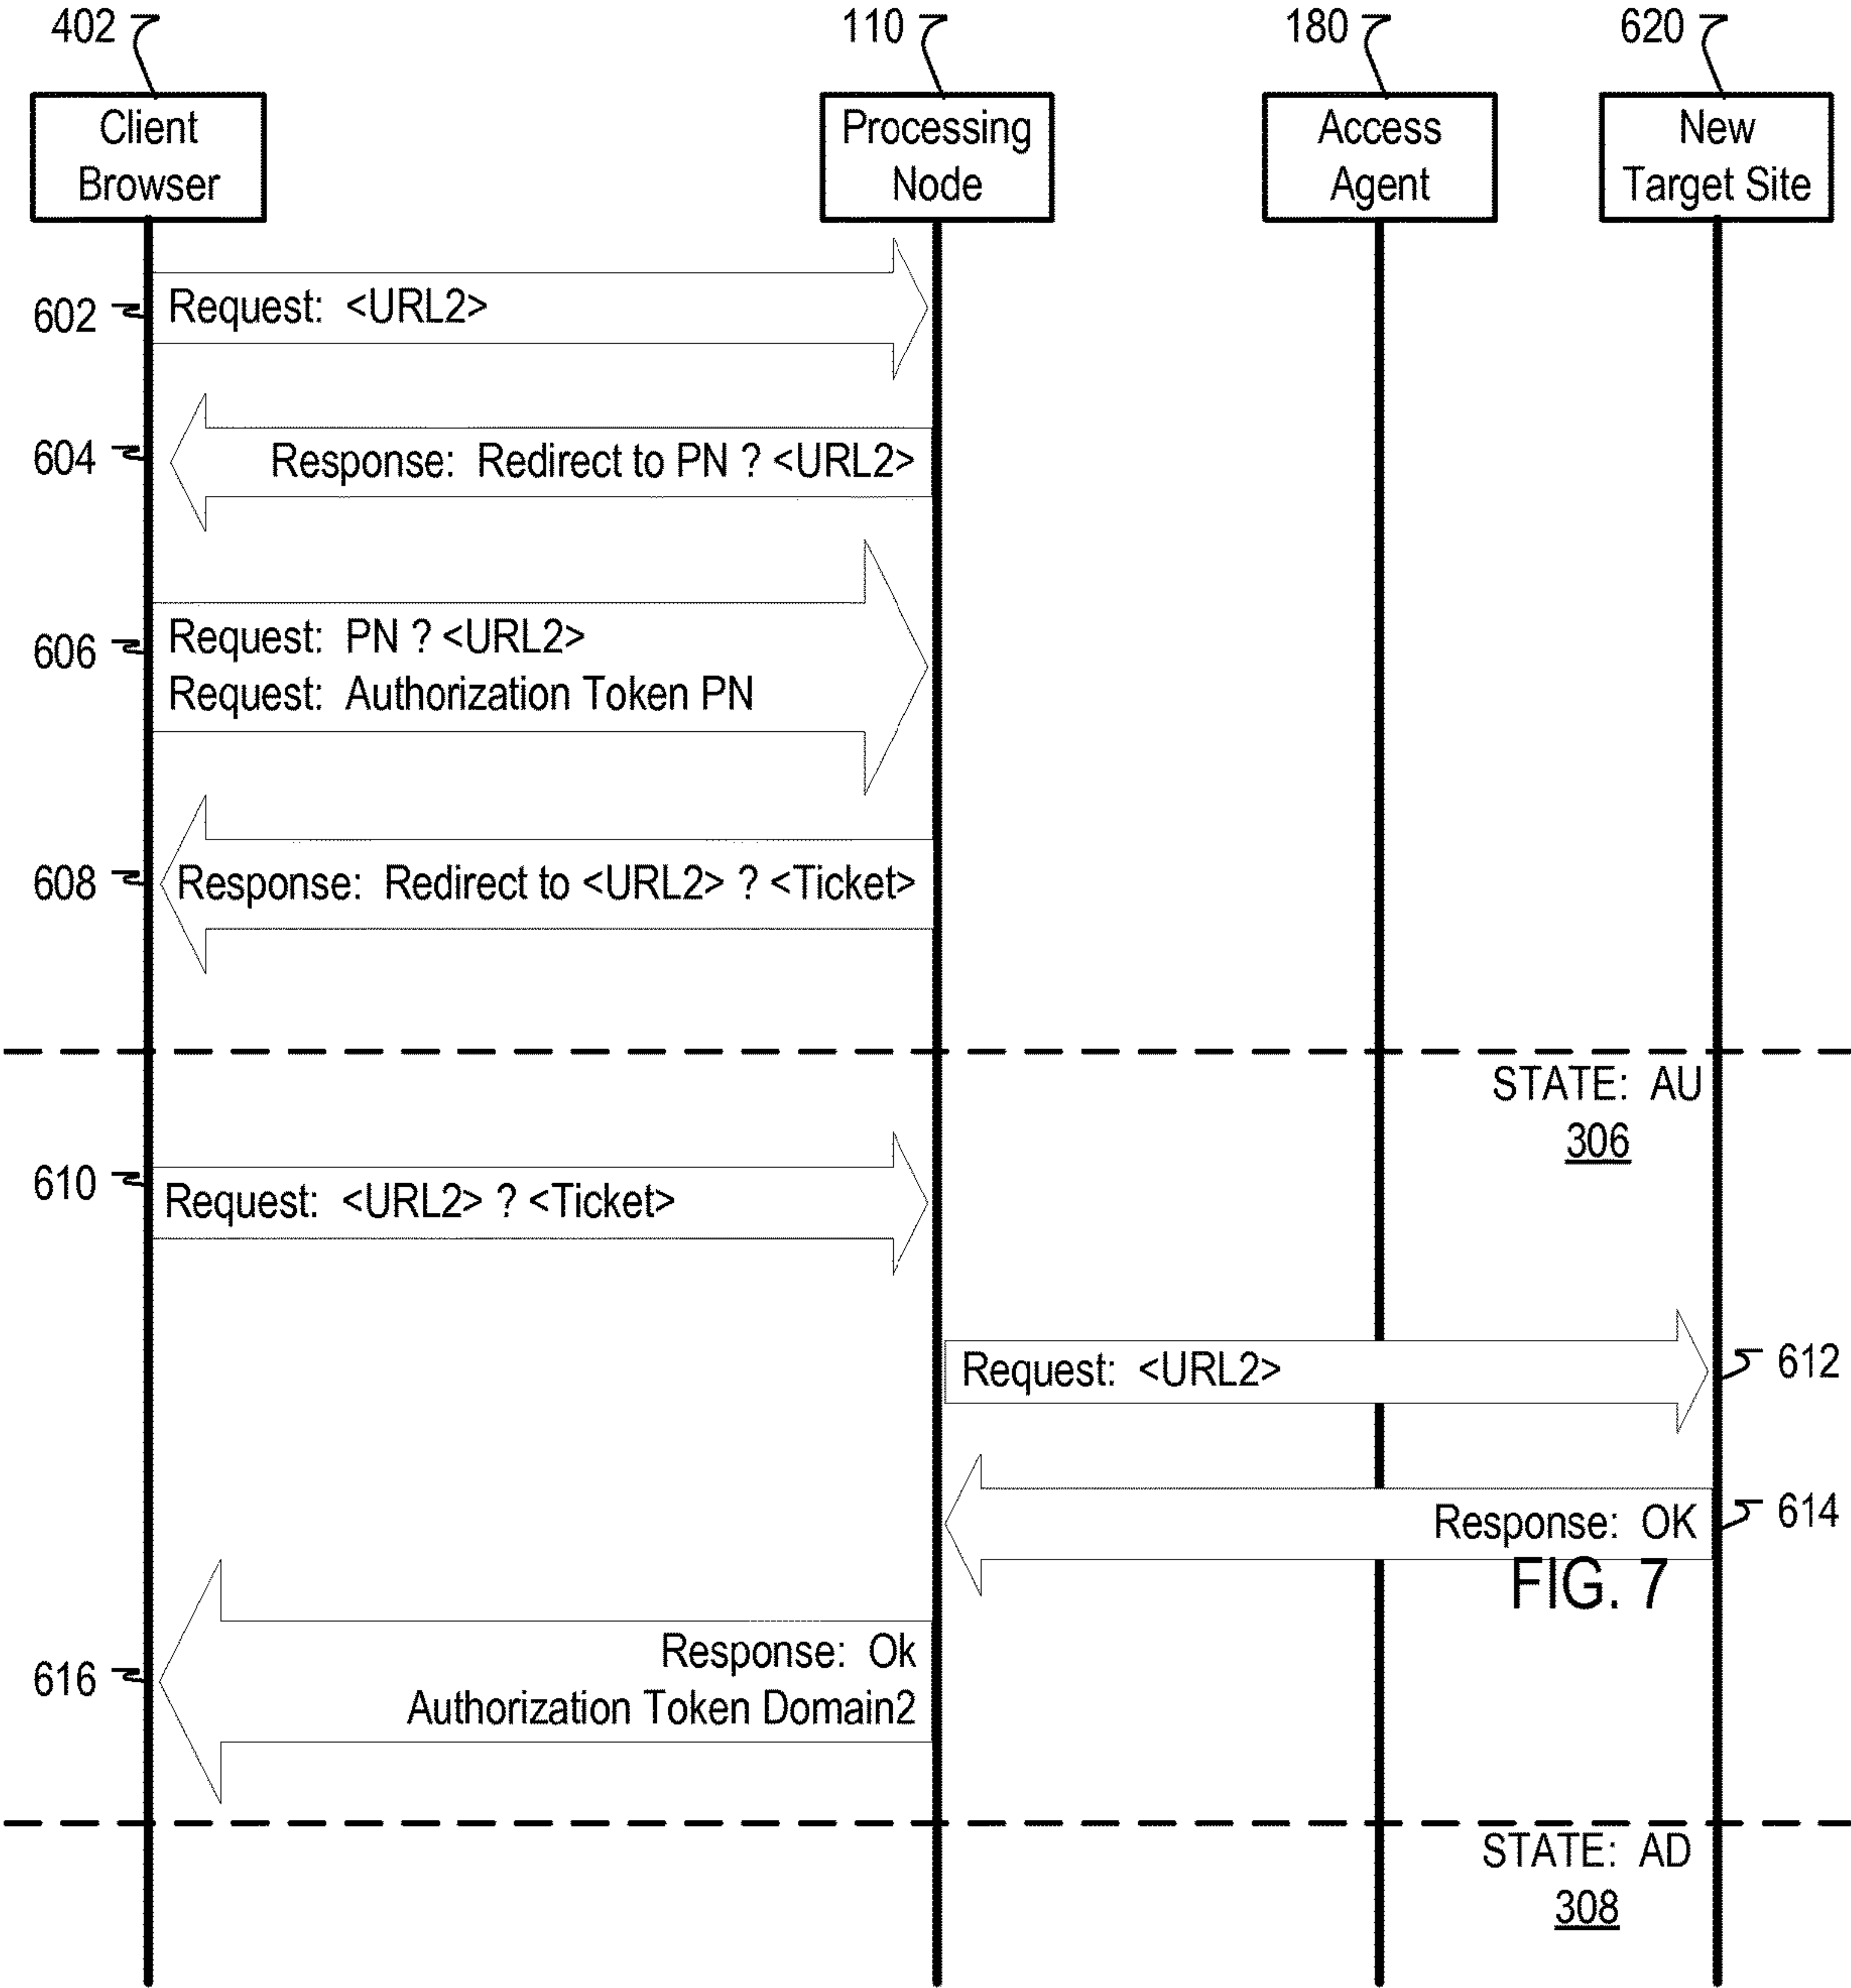 402
110
180
620
Client
Browser
Processing
Node
Access
Agent
New
Target Site
602
Request: <URL2>
604
Response: Redirect to PN ? <URL2>
606
Request: PN ? <URL2>
Request: Authorization Token PN
608
Response: Redirect to <URL2> ? <Ticket>
STATE: AU
306
610
Request: <URL2> ? <Ticket>
Request: <URL2>
612
Response: OK
614
FIG. 7
616
Response: Ok
Authorization Token Domain2
STATE: AD
308